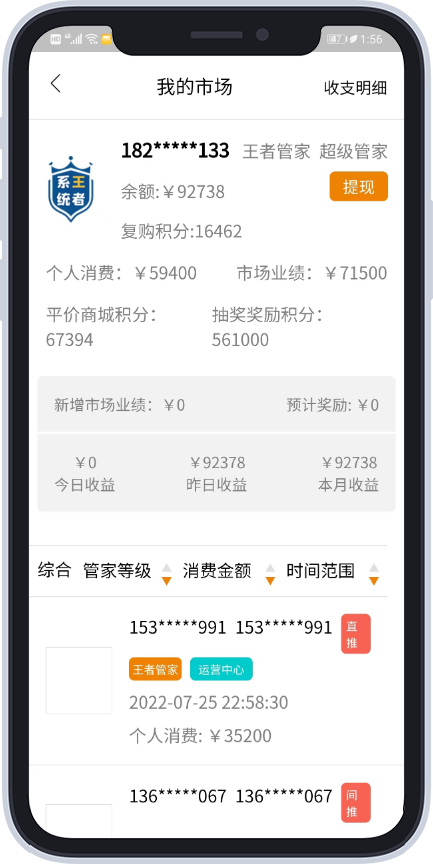 1:56
我的市场
收支明细
系王
统者
182*****133 王者管家 超级管家
余额:￥92738
提现
复购积分:16462
个人消费：￥59400
市场业绩：￥71500
平价商城积分：
67394
抽奖奖励积分：
561000
新增市场业绩：￥0
预计奖励: ￥0
￥0
今日收益
￥92378
昨日收益
￥92738
本月收益
综合 管家等级 消费金额 时间范围
153*****991 153*****991
直
推
王者管家
运营中心
2022-07-25 22:58:30
个人消费: ￥35200
136*****067 136*****067
间
推